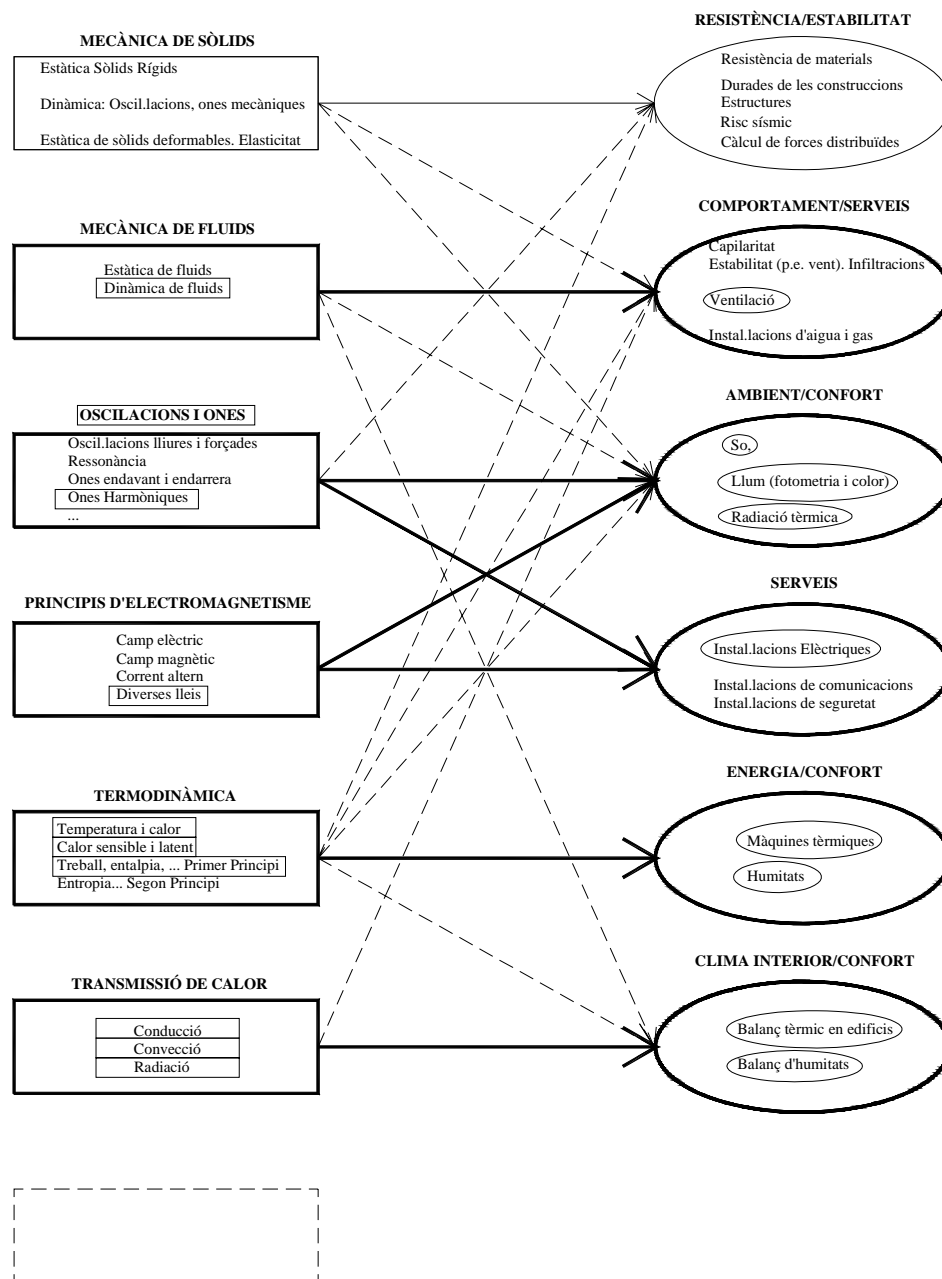 MECÀNICA DE SÒLIDS
Estàtica Sòlids Rígids
Dinàmica: Oscil.lacions, ones mecàniques
Estàtica de sòlids deformables. Elasticitat
RESISTÈNCIA/ESTABILITAT
Resistència de materials
Durades de les construccions
Estructures
Risc sísmic
Càlcul de forces distribuïdes
MECÀNICA DE FLUIDS
Estàtica de fluids
Dinàmica de fluids
COMPORTAMENT/SERVEIS
Capilaritat
Estabilitat (p.e. vent). Infiltracions
Ventilació
Instal.lacions d'aigua i gas
OSCILACIONS I ONES
Oscil.lacions lliures i forçades
Ressonància
Ones endavant i endarrera
Ones Harmòniques
...
AMBIENT/CONFORT
So,
Llum (fotometria i color)
Radiació tèrmica
PRINCIPIS D'ELECTROMAGNETISME
Camp elèctric
Camp magnètic
Corrent altern
Diverses lleis
SERVEIS
Instal.lacions Elèctriques
Instal.lacions de comunicacions
Instal.lacions de seguretat
TERMODINÀMICA
Temperatura i calor
Calor sensible i latent
Treball, entalpia, ... Primer Principi
Entropia... Segon Principi
ENERGIA/CONFORT
Màquines tèrmiques
Humitats
TRANSMISSIÓ DE CALOR
Conducció
Convecció
Radiació
CLIMA INTERIOR/CONFORT
Balanç tèrmic en edificis
Balanç d'humitats